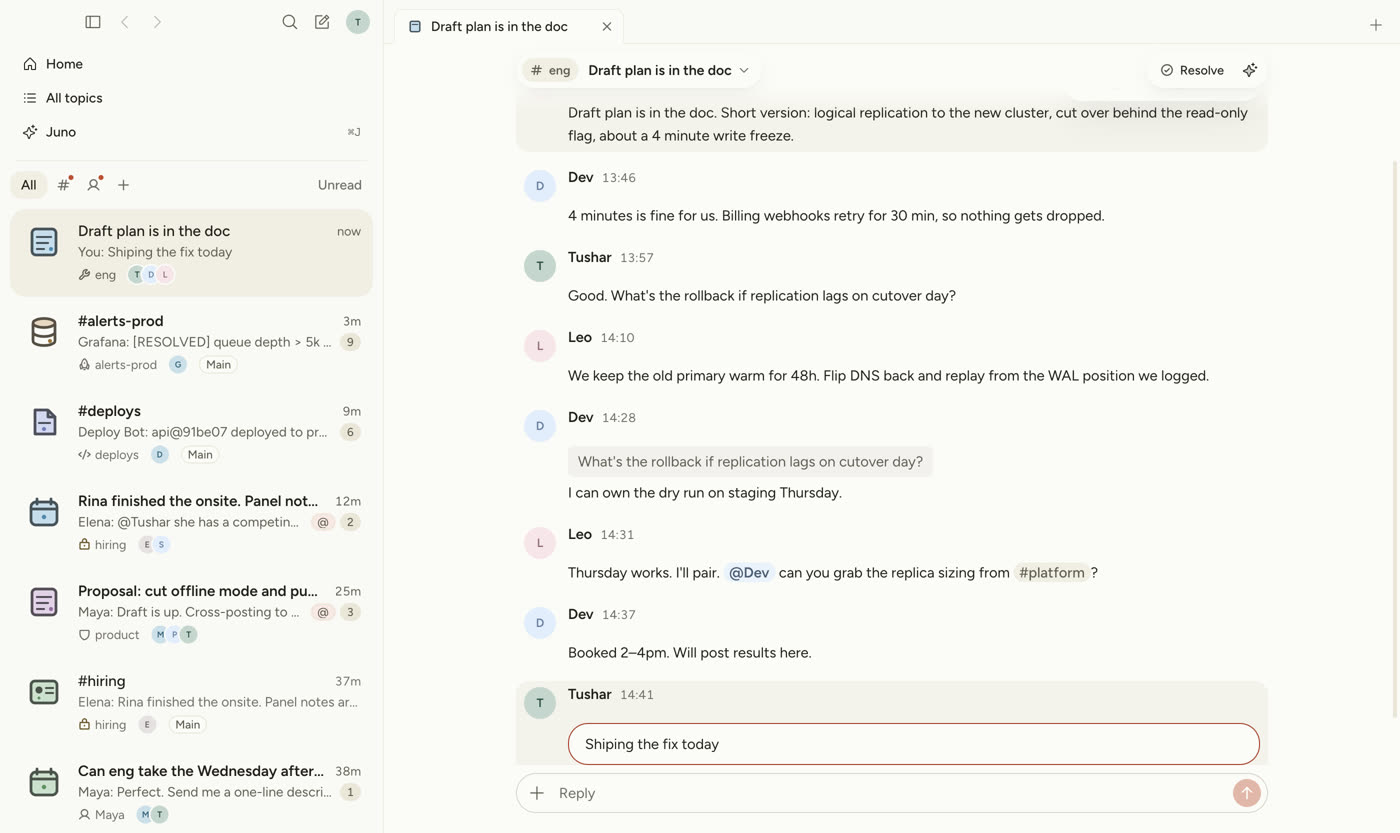 T
Home
All topics
Juno
⌘J
All
Unread
Draft plan is in the doc
now
You: Shiping the fix today
eng
T D L
#alerts-prod
3m
Grafana: [RESOLVED] queue depth > 5k ...
9
alerts-prod
G
Main
#deploys
9m
Deploy Bot: api@91be07 deployed to pr...
6
deploys
D
Main
Rina finished the onsite. Panel not...
12m
Elena: @Tushar she has a competin...
@
2
hiring
E S
Proposal: cut offline mode and pu...
25m
Maya: Draft is up. Cross-posting to ...
@
3
product
M P T
#hiring
37m
Elena: Rina finished the onsite. Panel notes ar...
hiring
E
Main
Can eng take the Wednesday after...
38m
Maya: Perfect. Send me a one-line descri...
1
Maya
M T
Draft plan is in the doc
# eng
Draft plan is in the doc
Resolve
Draft plan is in the doc. Short version: logical replication to the new cluster, cut over behind the read-only
flag, about a 4 minute write freeze.
D
Dev 13:46
4 minutes is fine for us. Billing webhooks retry for 30 min, so nothing gets dropped.
T
Tushar 13:57
Good. What's the rollback if replication lags on cutover day?
L
Leo 14:10
We keep the old primary warm for 48h. Flip DNS back and replay from the WAL position we logged.
D
Dev 14:28
What's the rollback if replication lags on cutover day?
I can own the dry run on staging Thursday.
L
Leo 14:31
Thursday works. I'll pair. @Dev can you grab the replica sizing from #platform ?
D
Dev 14:37
Booked 2–4pm. Will post results here.
T
Tushar 14:41
Shiping the fix today
Reply